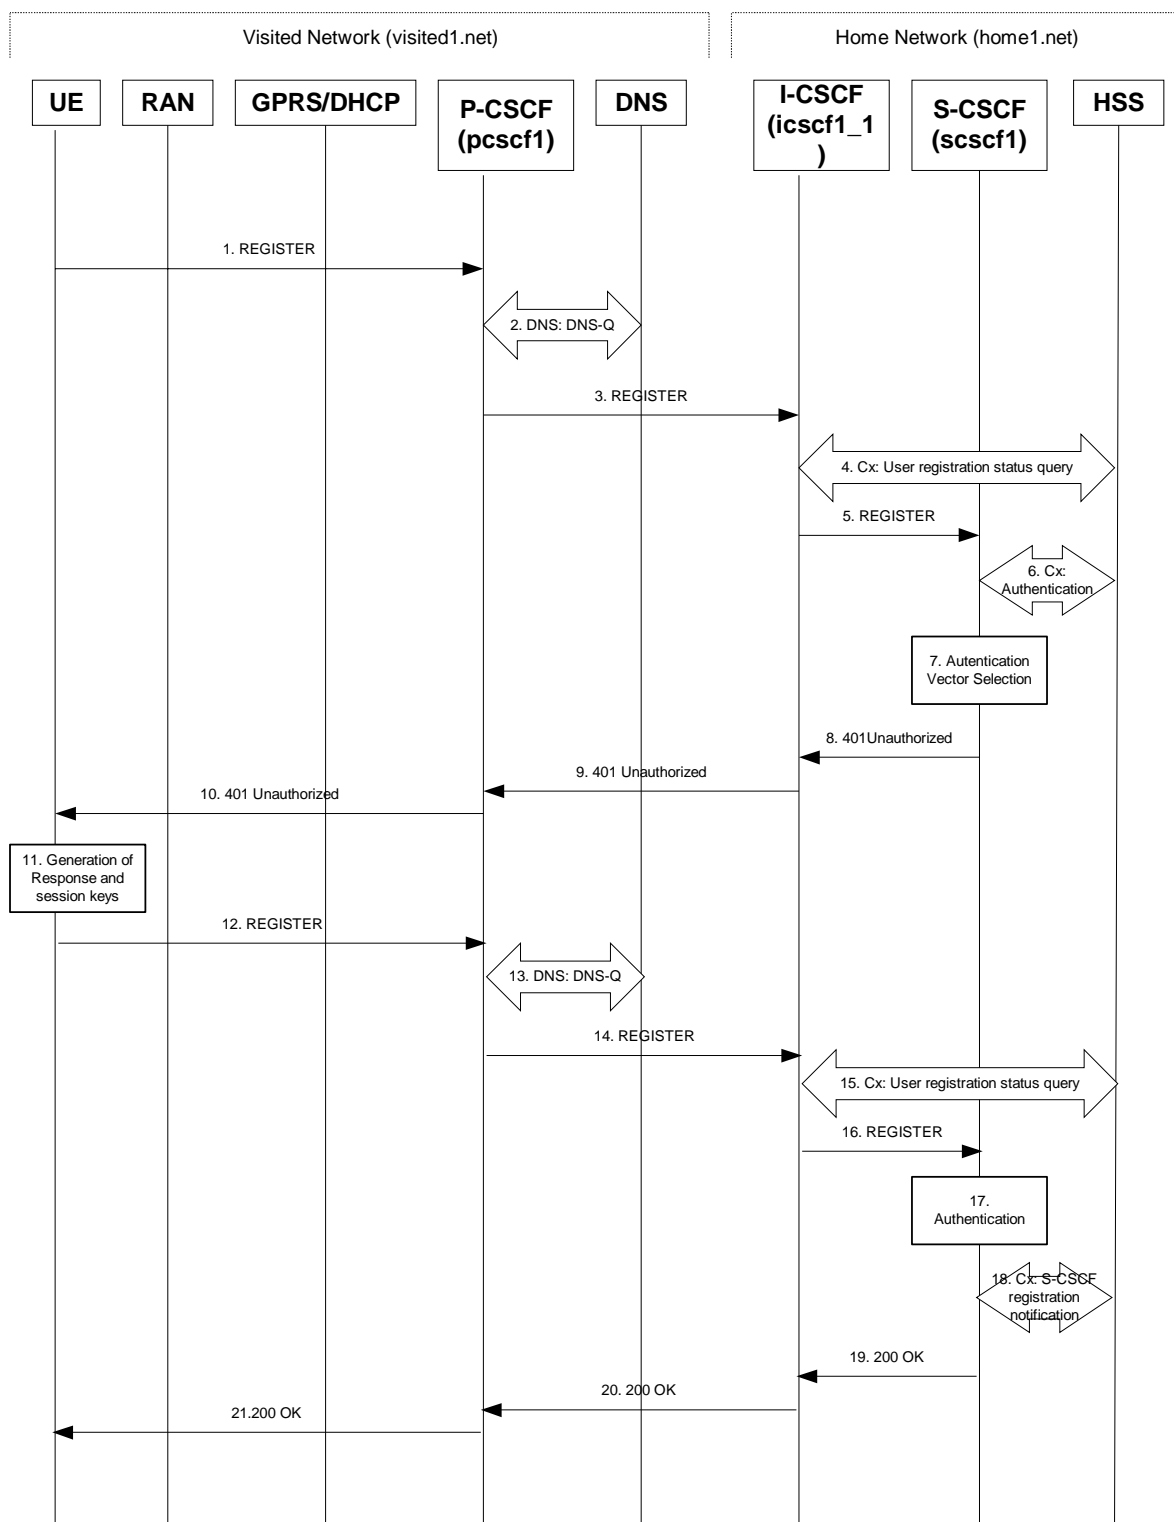 Visited Network (visited1.net)
Home Network (home1.net)
UE
RAN
GPRS/DHCP
P-CSCF
(pcscf1)
DNS
I-CSCF
(icscf1_1
)
S-CSCF
(scscf1)
HSS
1. REGISTER
2. DNS: DNS-Q
3. REGISTER
4. Cx: User registration status query
5. REGISTER
6. Cx:
Authentication
7. Autentication
Vector Selection
8. 401Unauthorized
9. 401 Unauthorized
10. 401 Unauthorized
11. Generation of
Response and
session keys
12. REGISTER
13. DNS: DNS-Q
14. REGISTER
15. Cx: User registration status query
16. REGISTER
17.
Authentication
18. Cx: S-CSCF
registration
notification
19. 200 OK
20. 200 OK
21.200 OK